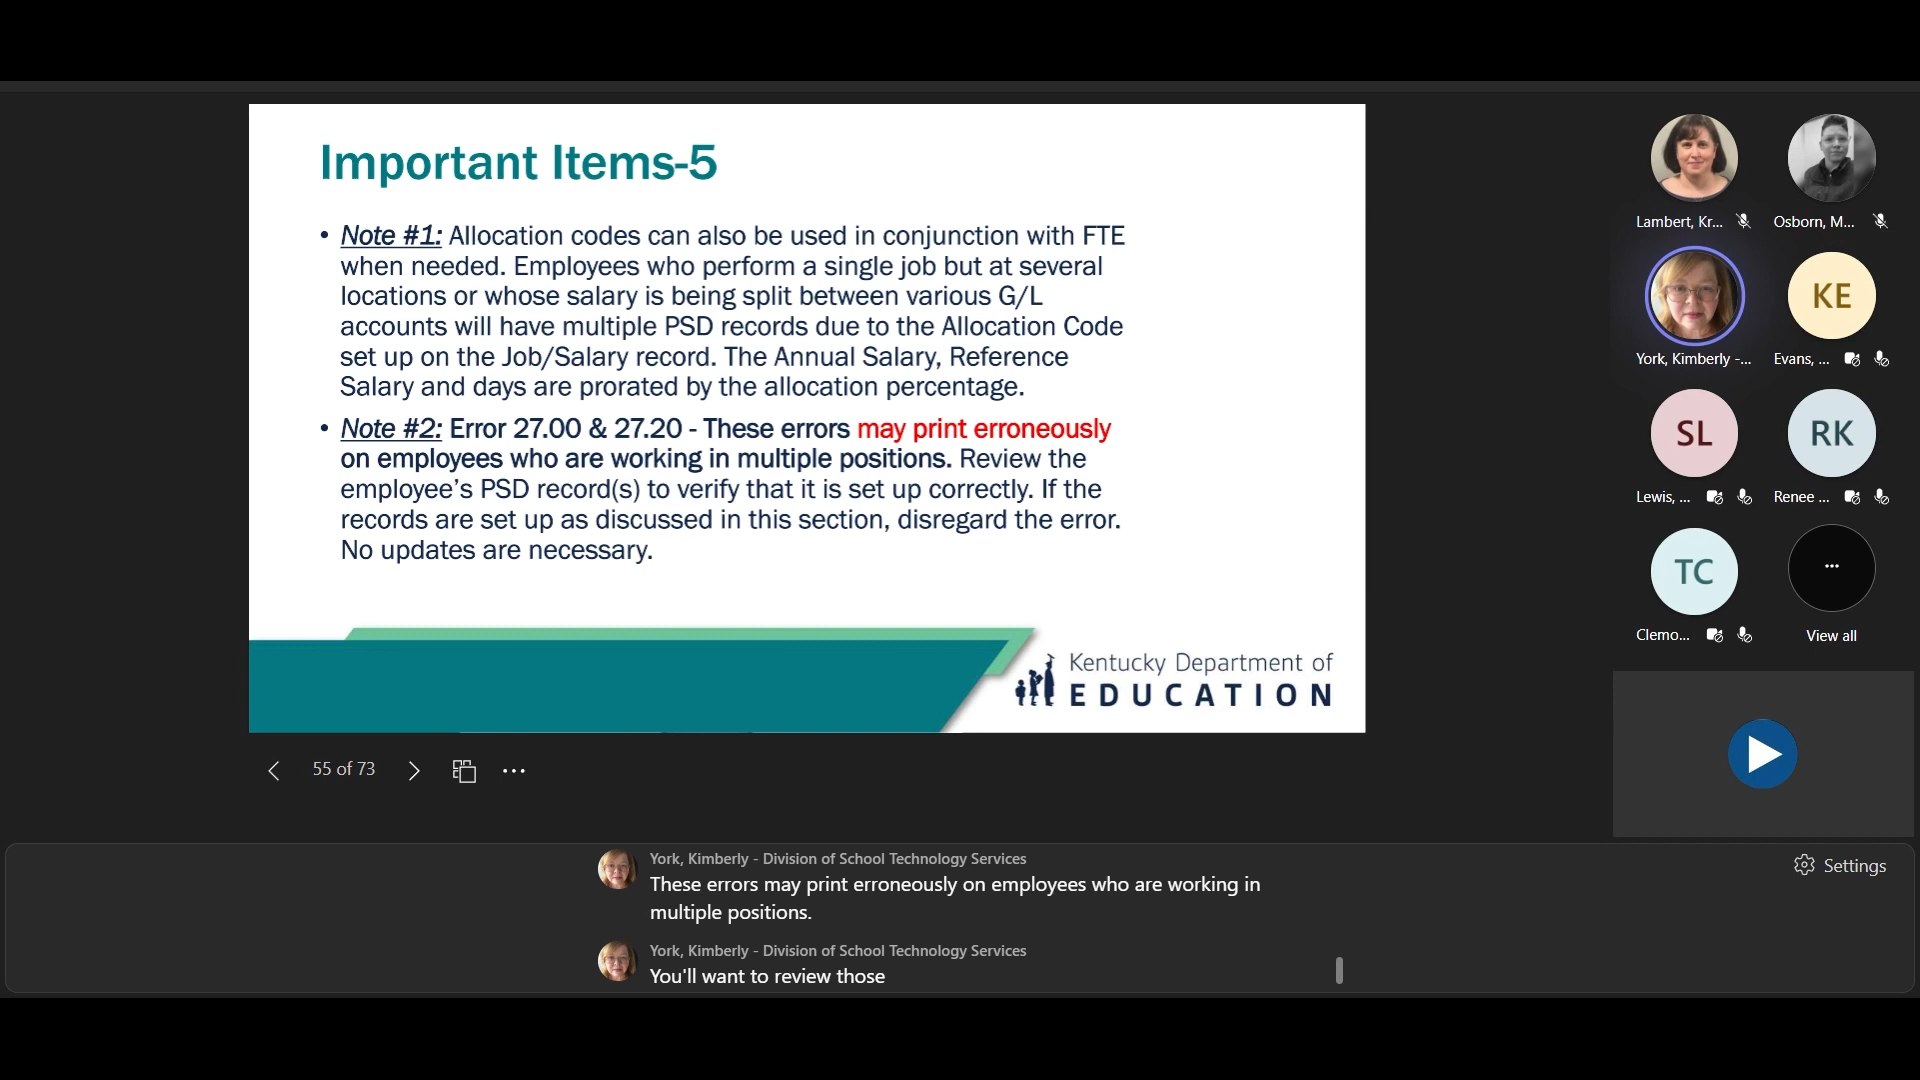 Important Items-5
• Note #1: Allocation codes can also be used in conjunction with FTE
when needed. Employees who perform a single job but at several
locations or whose salary is being split between various G/L
accounts will have multiple PSD records due to the Allocation Code
set up on the Job/Salary record. The Annual Salary, Reference
Salary and days are prorated by the allocation percentage.
• Note #2: Error 27.00 & 27.20 - These errors may print erroneously
on employees who are working in multiple positions. Review the
employee’s PSD record(s) to verify that it is set up correctly. If the
records are set up as discussed in this section, disregard the error.
No updates are necessary.
Kentucky Department of
EDUCATION
55 of 73
Lambert, Kr...
Osborn, M...
York, Kimberly -...
KE
Evans, ...
SL
Lewis, ...
RK
Renee ...
TC
Clemo...
View all
York, Kimberly - Division of School Technology Services
These errors may print erroneously on employees who are working in
multiple positions.
York, Kimberly - Division of School Technology Services
You'll want to review those
Settings